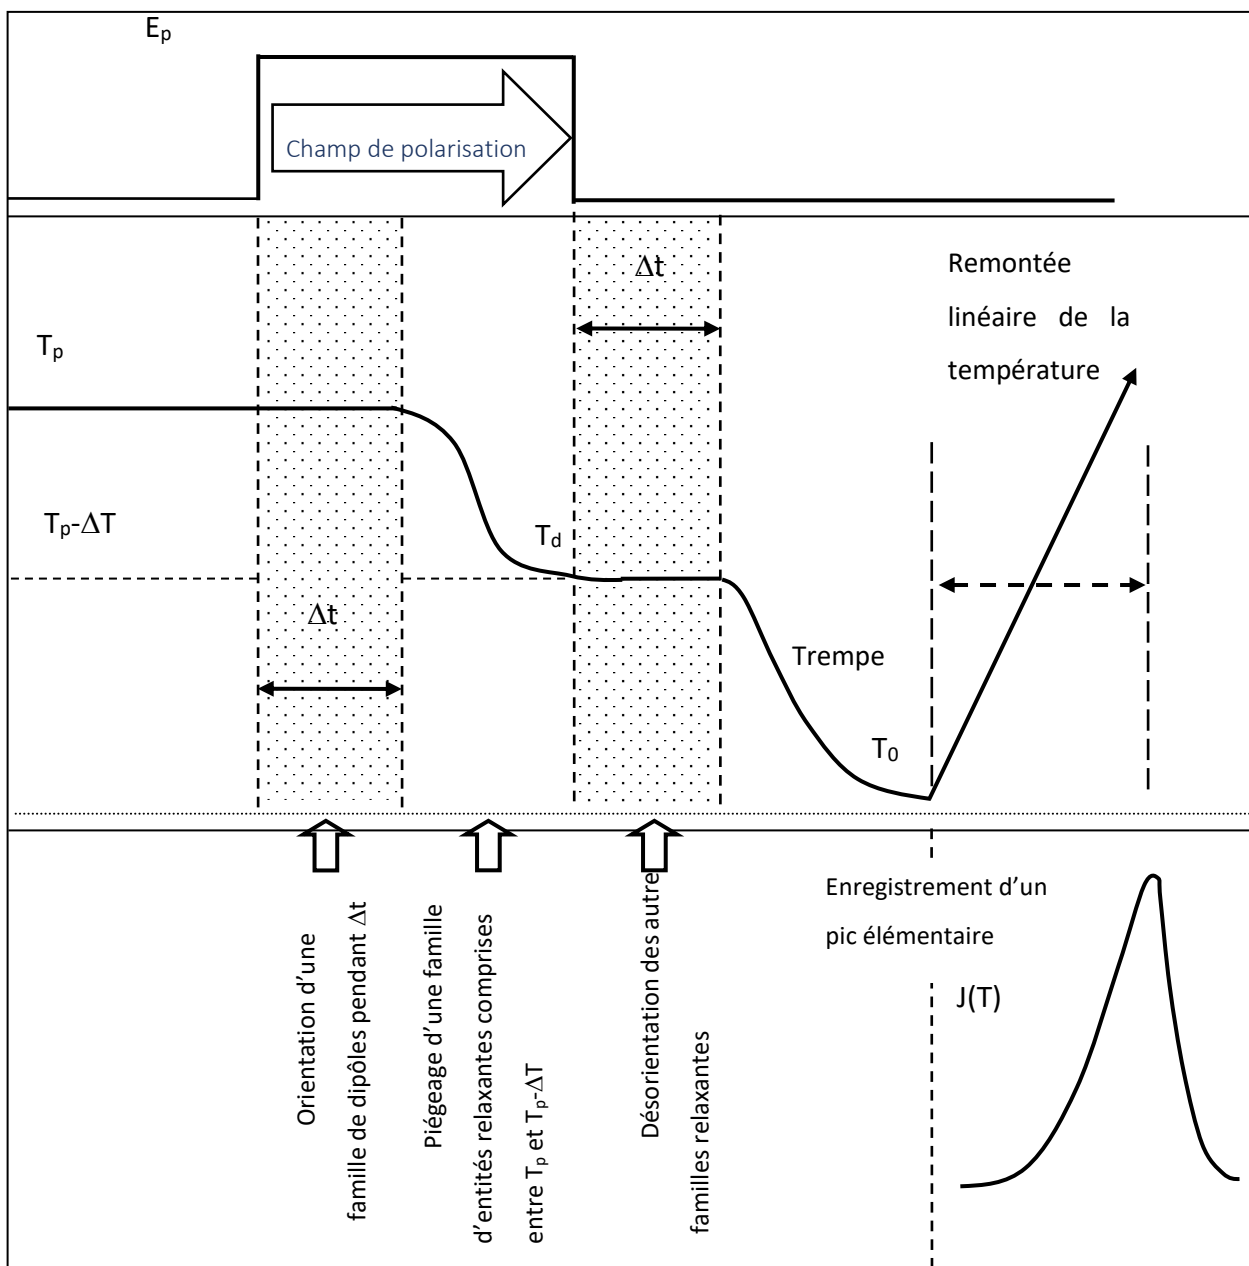 Eₚ
Champ de polarisation
Δt
Remontée
linéaire de la
température
Tₚ
Tₚ-ΔT
T_d
Δt
Trempe
T₀
Orientation d'une
famille de dipôles pendant Δt
Piégeage d'une famille
d'entités relaxantes comprises
entre Tₚ et Tₚ-ΔT
Désorientation des autre
familles relaxantes
Enregistrement d'un
pic élémentaire
J(T)